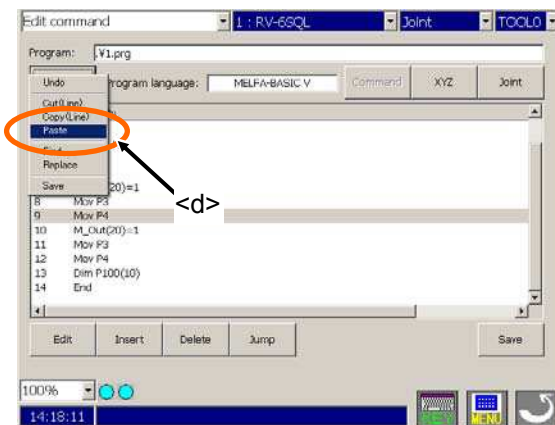 Edit command 1 : RV-6SQL Joint TOOL0
Program: .¥1.prg
Program language: MELFA-BASIC V Command XYZ Joint
Undo
Cut(Line)
Copy(Line)
Paste
Replace
Save
20)=1
<d>
8 Mov P3
9 Mov P4
10 M_Out(20)=1
11 Mov P3
12 Mov P4
13 Dim P100(10)
14 End
Edit Insert Delete Jump Save
100%
14:18:11
MENU